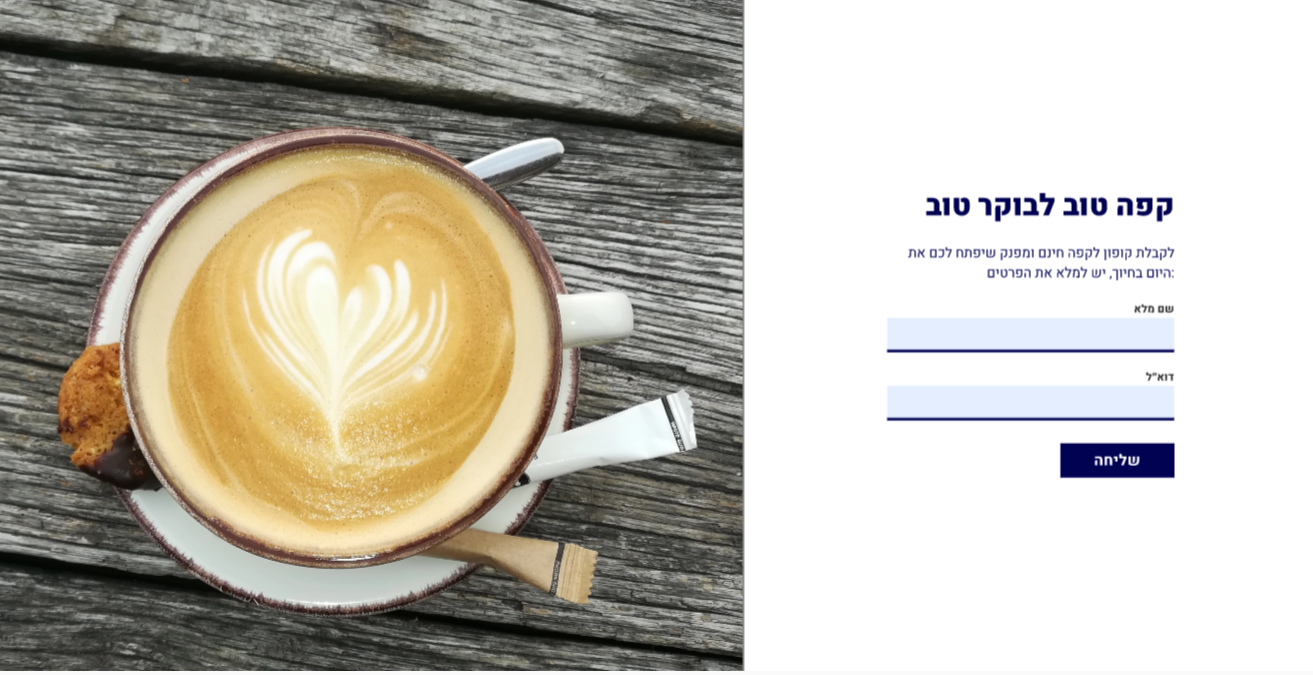 קפה טוב לבוקר טוב
לקבלת קופון לקפה חינם ומפנק שיפתח לכם את
היום בחיוך, יש למלא את הפרטים:
שם מלא
דוא"ל
שליחה